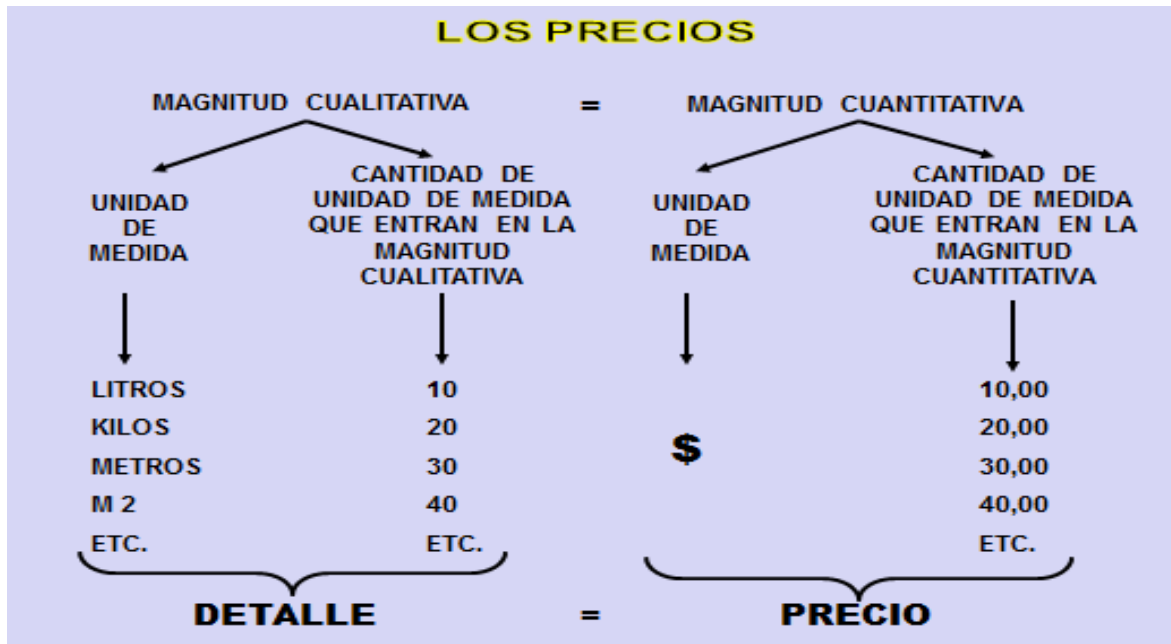 LOS PRECIOS
MAGNITUD CUALITATIVA = MAGNITUD CUANTITATIVA
UNIDAD
DE
MEDIDA
CANTIDAD DE
UNIDAD DE MEDIDA
QUE ENTRAN EN LA
MAGNITUD
CUALITATIVA
UNIDAD
DE
MEDIDA
CANTIDAD DE
UNIDAD DE MEDIDA
QUE ENTRAN EN LA
MAGNITUD
CUANTITATIVA
LITROS 10 10,00
KILOS 20 20,00
$
METROS 30 30,00
M 2 40 40,00
ETC. ETC. ETC.
DETALLE = PRECIO